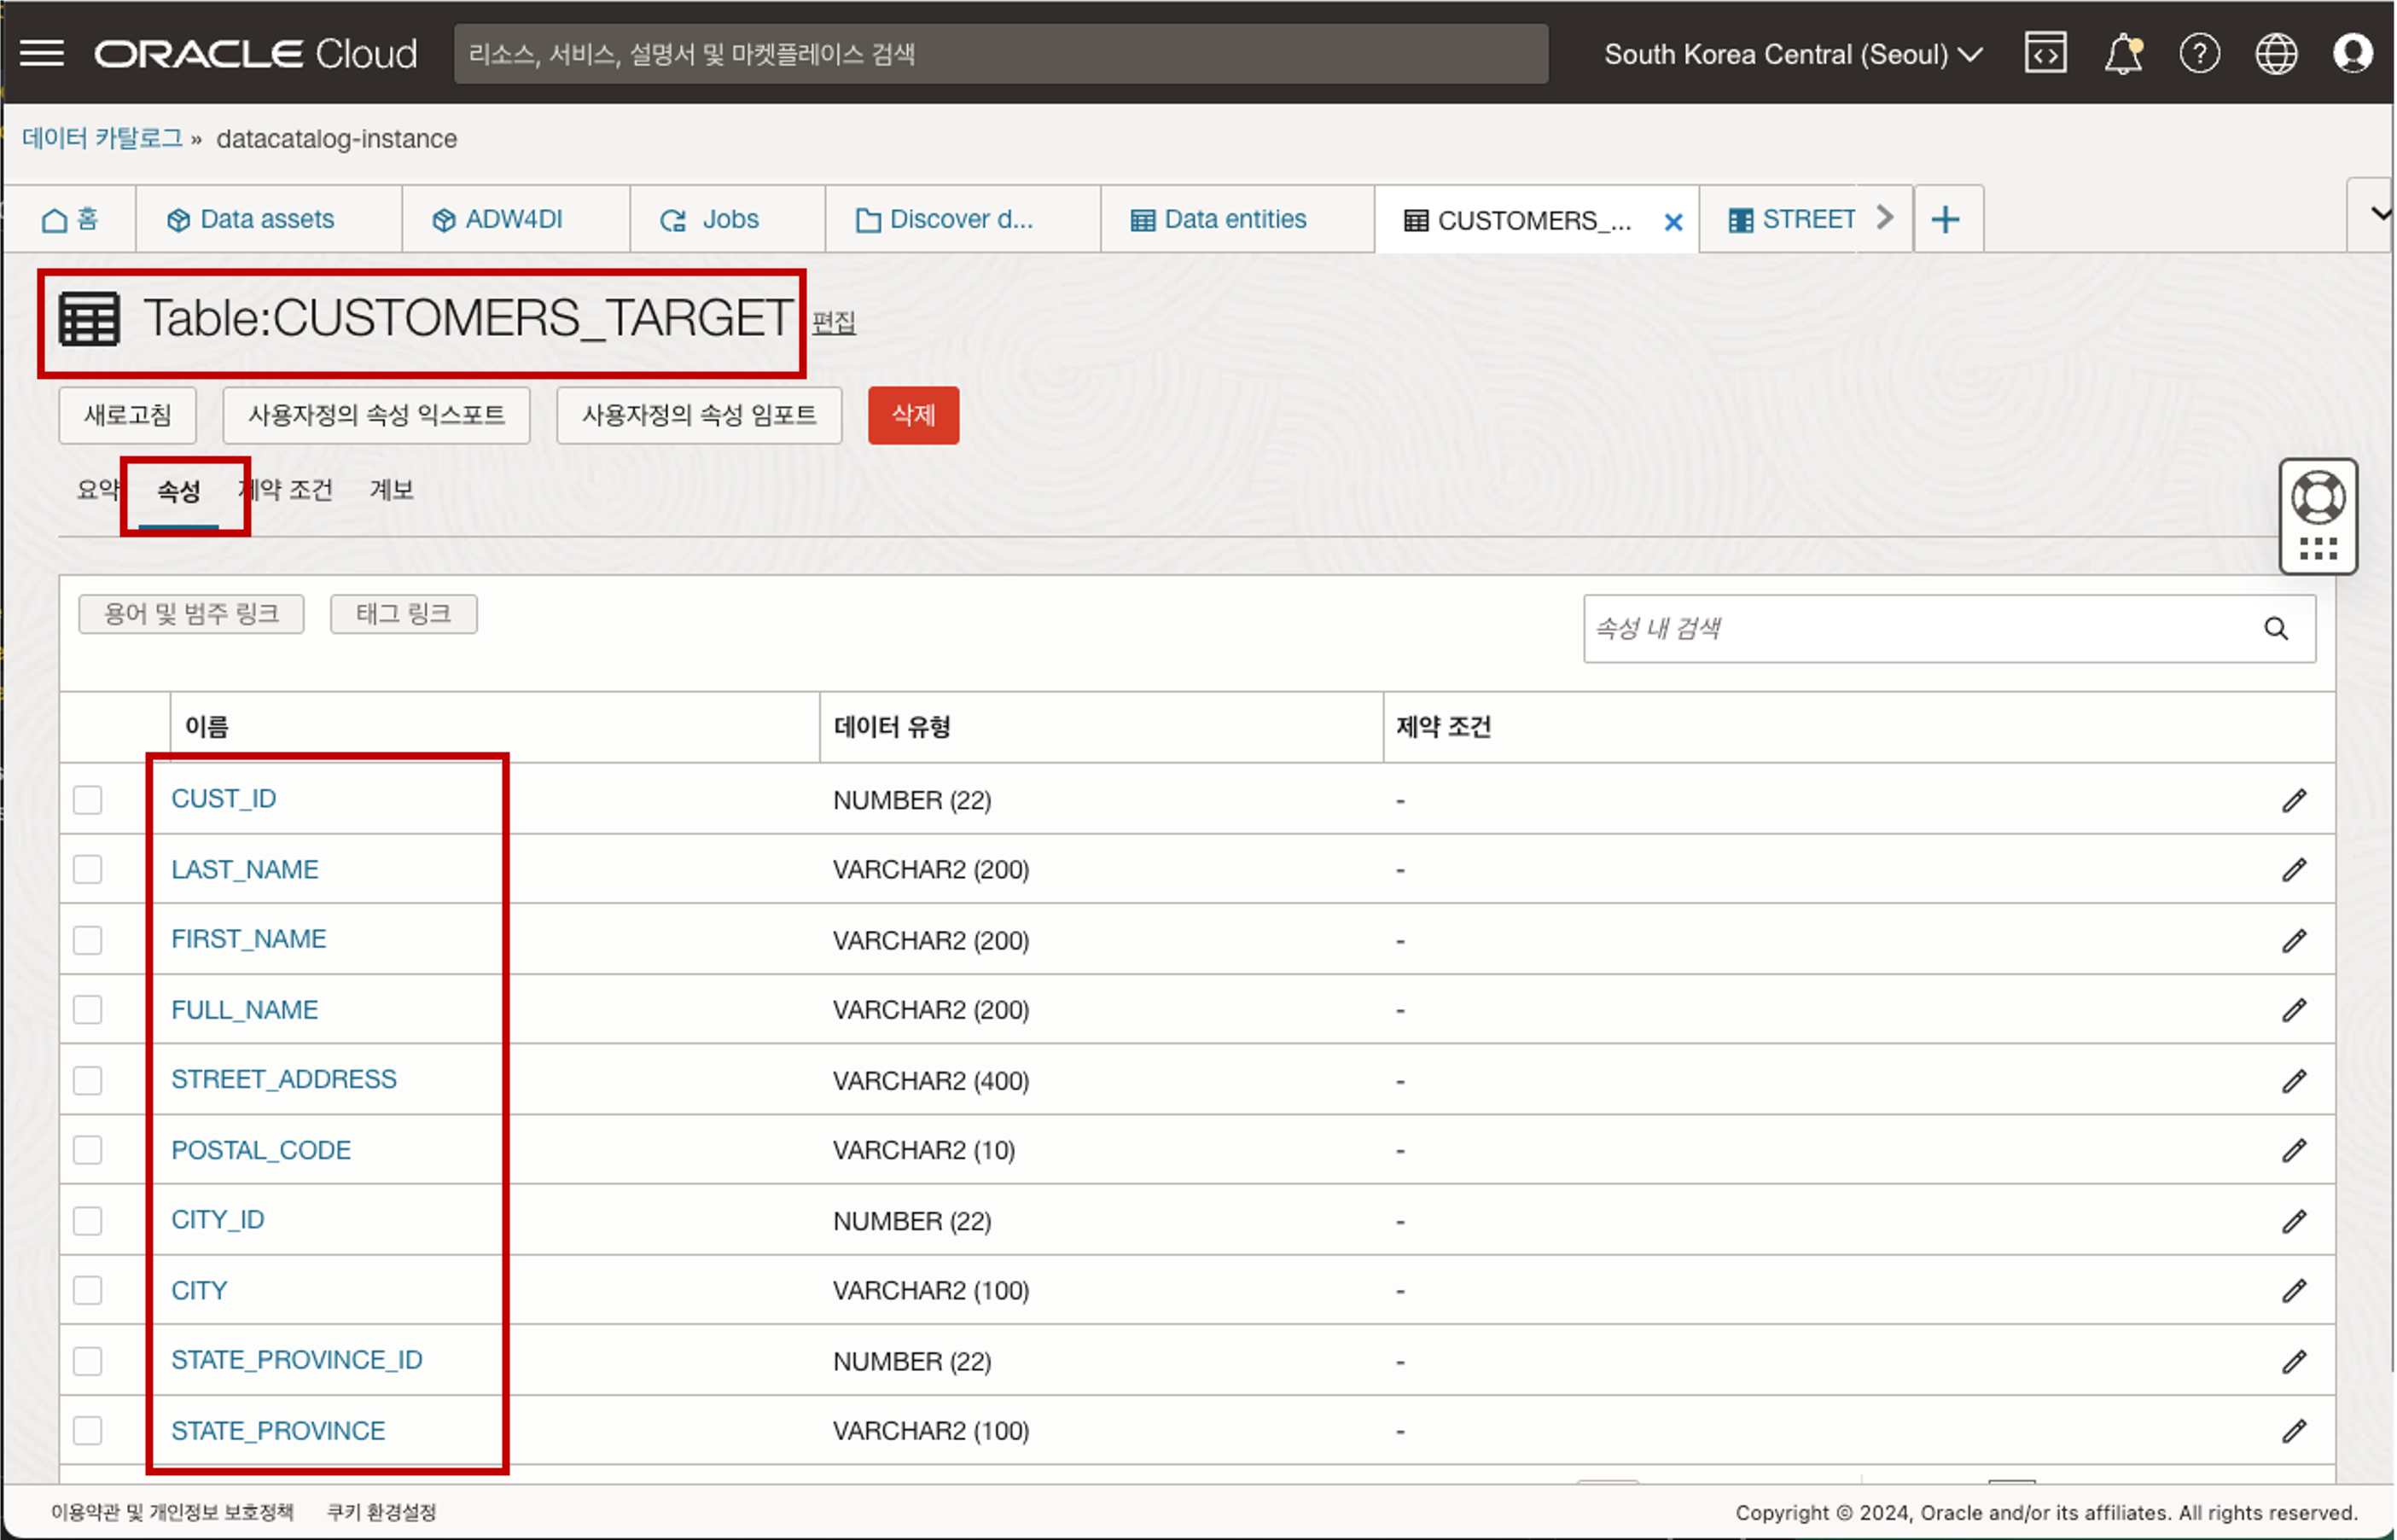 ORACLE Cloud 리소스, 서비스, 설명서 및 마켓플레이스 검색 South Korea Central (Seoul)
데이터 카탈로그 » datacatalog-instance
홈 Data assets ADW4DI Jobs Discover d... Data entities CUSTOMERS_... STREET
Table:CUSTOMERS_TARGET 편집
새로고침 사용자정의 속성 익스포트 사용자정의 속성 임포트 삭제
요약 속성 제약 조건 계보
용어 및 범주 링크 태그 링크 속성 내 검색
이름 데이터 유형 제약 조건
CUST_ID NUMBER (22) -
LAST_NAME VARCHAR2 (200) -
FIRST_NAME VARCHAR2 (200) -
FULL_NAME VARCHAR2 (200) -
STREET_ADDRESS VARCHAR2 (400) -
POSTAL_CODE VARCHAR2 (10) -
CITY_ID NUMBER (22) -
CITY VARCHAR2 (100) -
STATE_PROVINCE_ID NUMBER (22) -
STATE_PROVINCE VARCHAR2 (100) -
이용약관 및 개인정보 보호정책 쿠키 환경설정 Copyright © 2024, Oracle and/or its affiliates. All rights reserved.